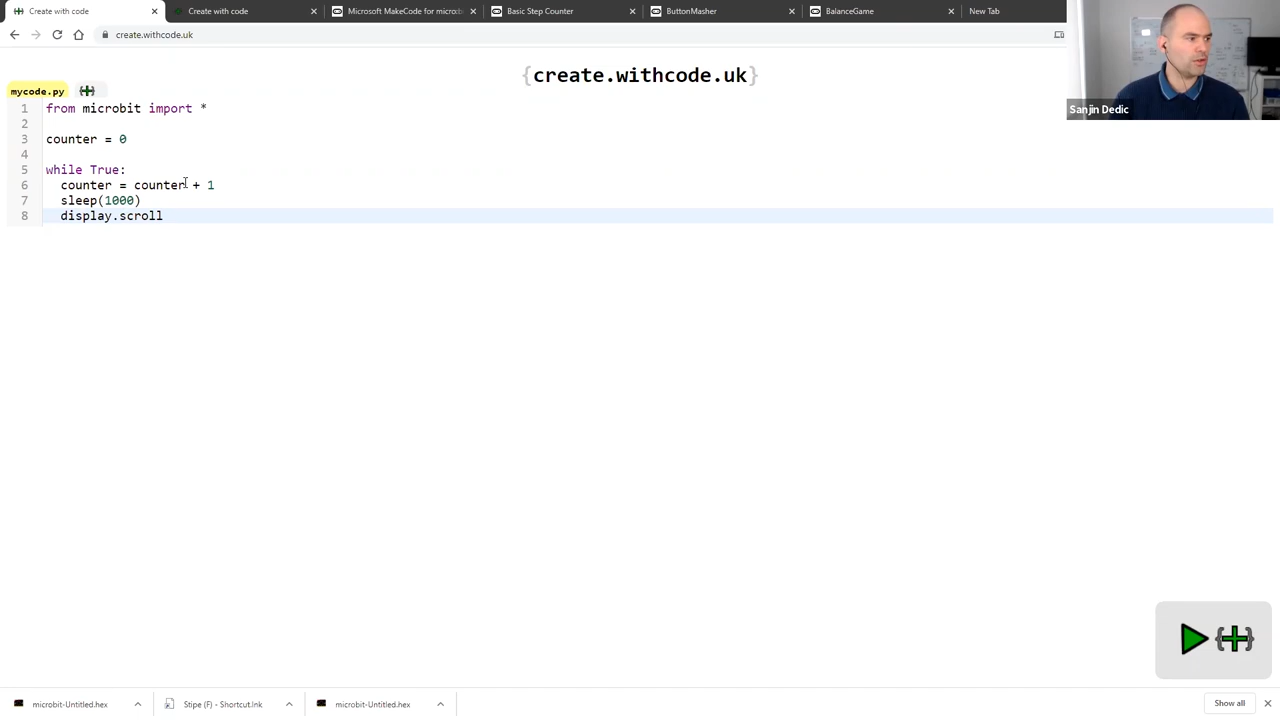 Create with code
Create with code
Microsoft MakeCode for microbi
Basic Step Counter
ButtonMasher
BalanceGame
New Tab
create.withcode.uk
{create.withcode.uk}
Sanjin Dedic
mycode.py
1 from microbit import *
2
3 counter = 0
4
5 while True:
6 counter = counter + 1
7 sleep(1000)
8 display.scroll
microbit-Untitled.hex
Stipe (F) - Shortcut.lnk
microbit-Untitled.hex
Show all